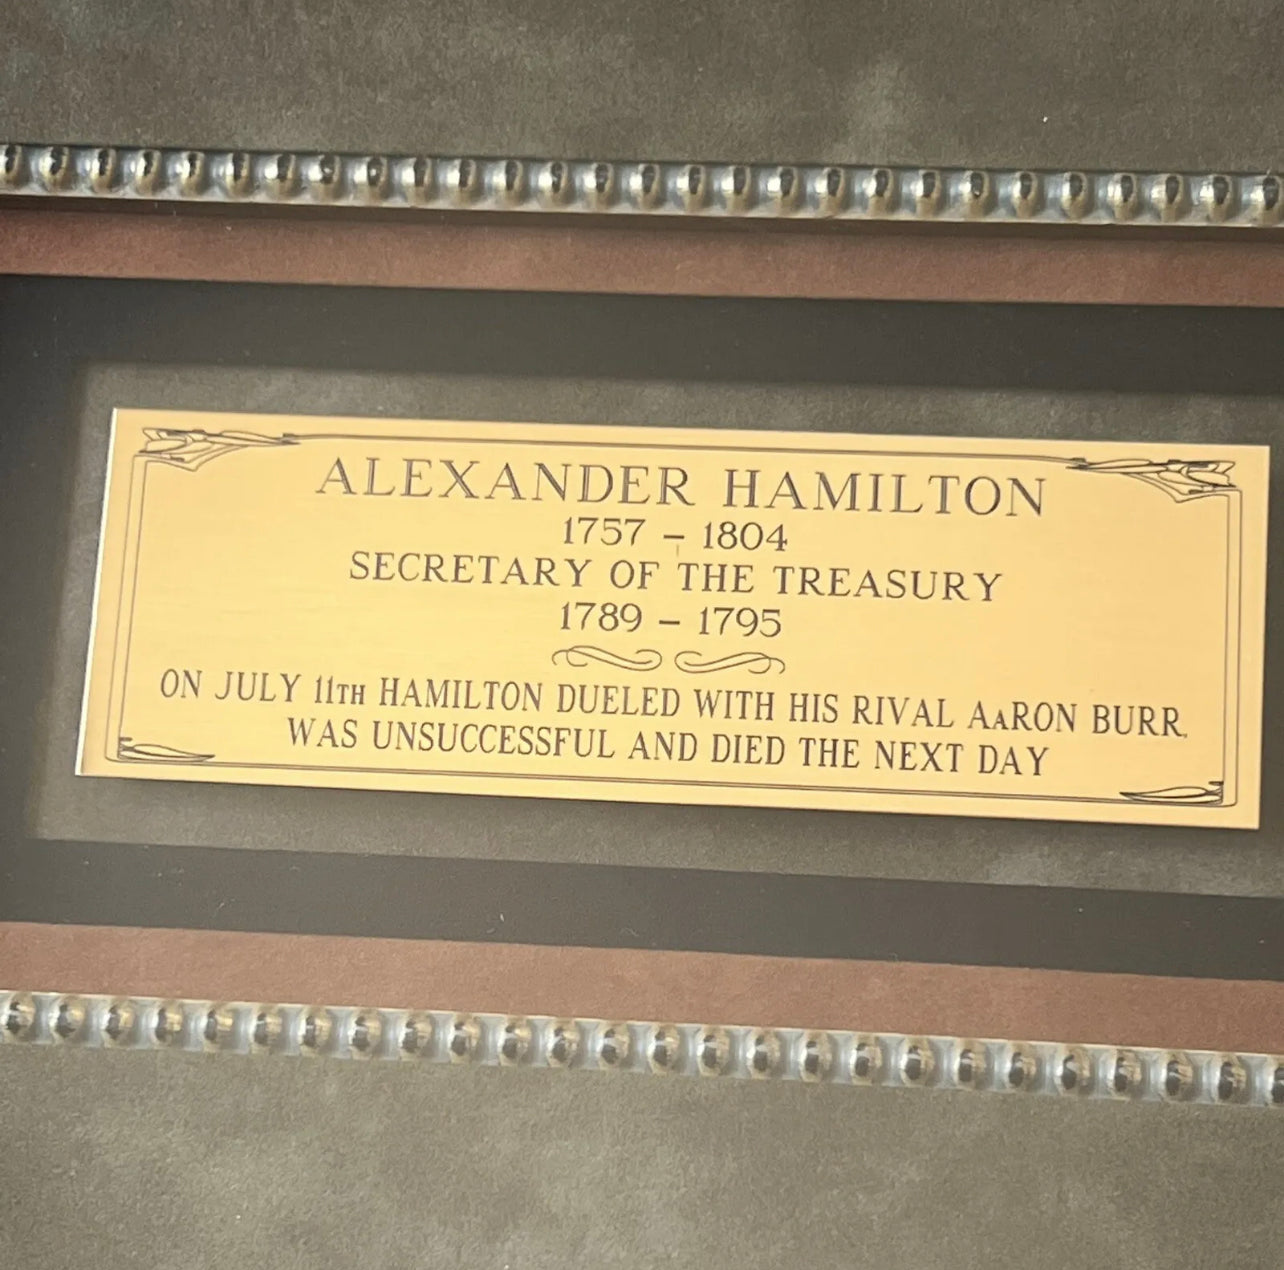 ALEXANDER HAMILTON
1757 – 1804
SECRETARY OF THE TREASURY
1789 – 1795
ON JULY 11TH HAMILTON DUELED WITH HIS RIVAL AaRON BURR,
WAS UNSUCCESSFUL AND DIED THE NEXT DAY